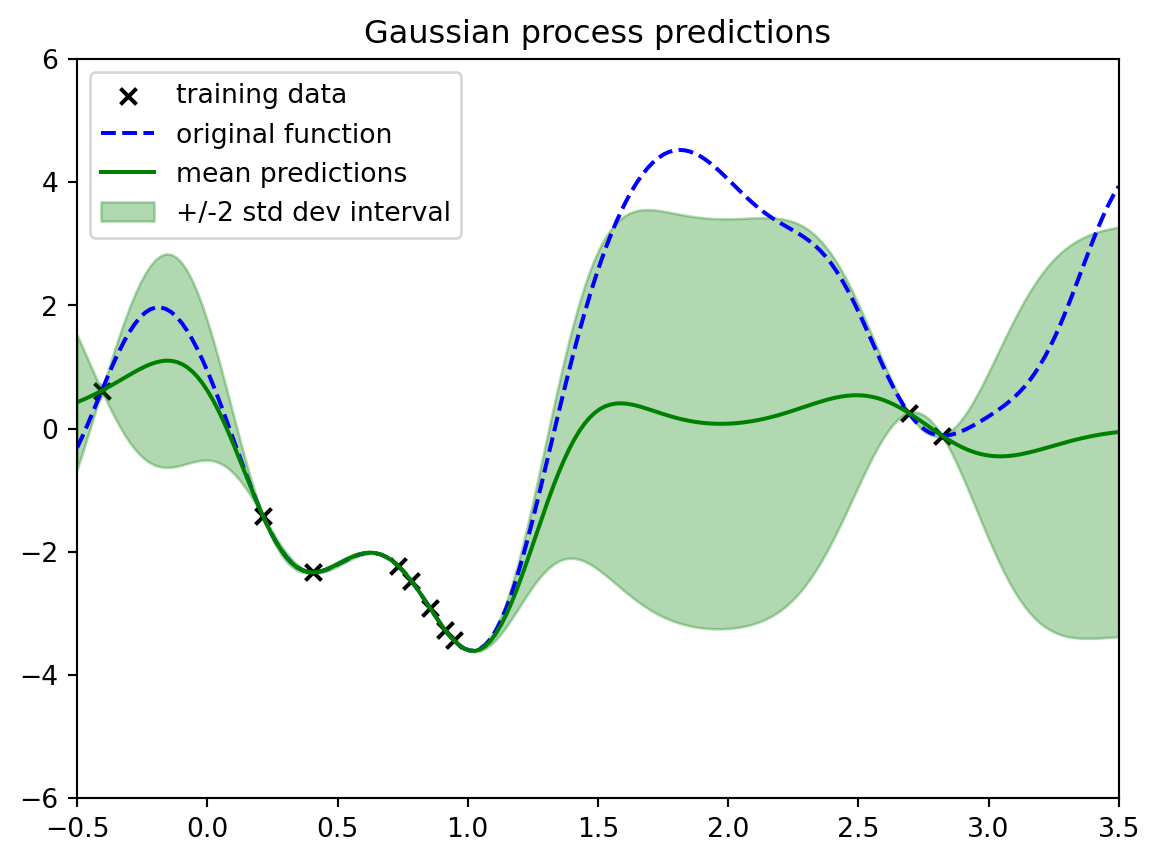 Gaussian process predictions
training data
original function
mean predictions
+/-2 std dev interval
6
4
2
0
−2
−4
−6
−0.5 0.0 0.5 1.0 1.5 2.0 2.5 3.0 3.5